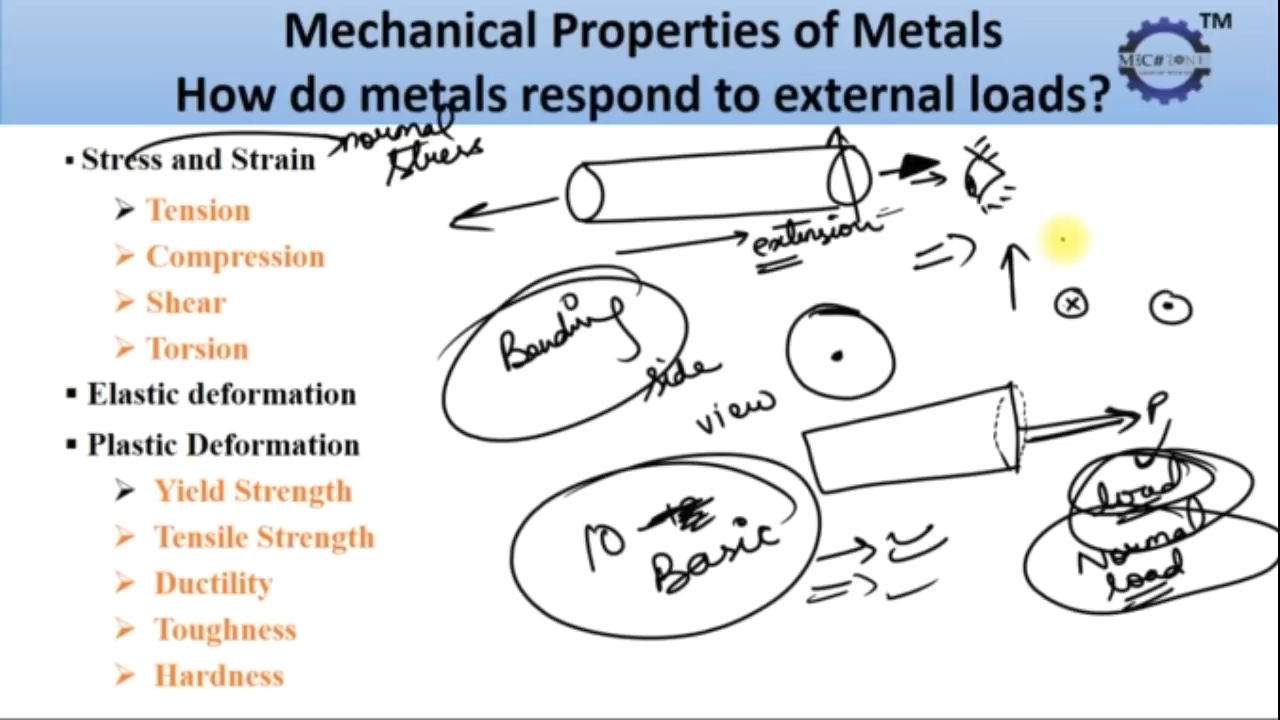 Mechanical Properties of Metals
How do metals respond to external loads?
TM
▪ Stress and Strain
normal
stress
➤ Tension
➤ Compression
➤ Shear
➤ Torsion
▪ Elastic deformation
▪ Plastic Deformation
➤ Yield Strength
➤ Tensile Strength
➤ Ductility
➤ Toughness
➤ Hardness
extension
Bending
side
view
P
load
Normal
load
10
Basic